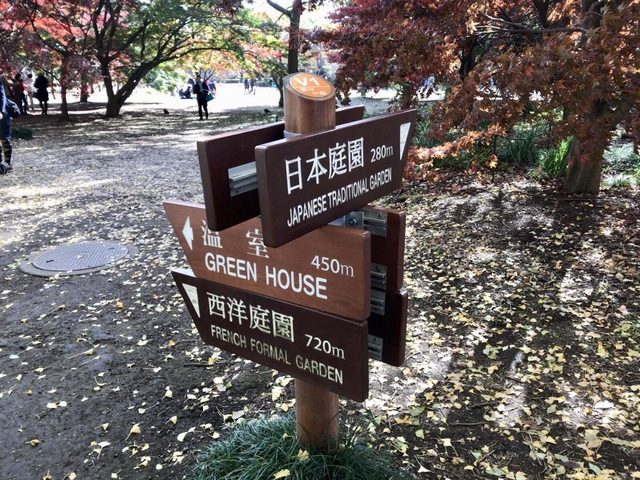 V1
日本庭園 280m
JAPANESE TRADITIONAL GARDEN
温室 450m
GREEN HOUSE
西洋庭園 720m
FRENCH FORMAL GARDEN